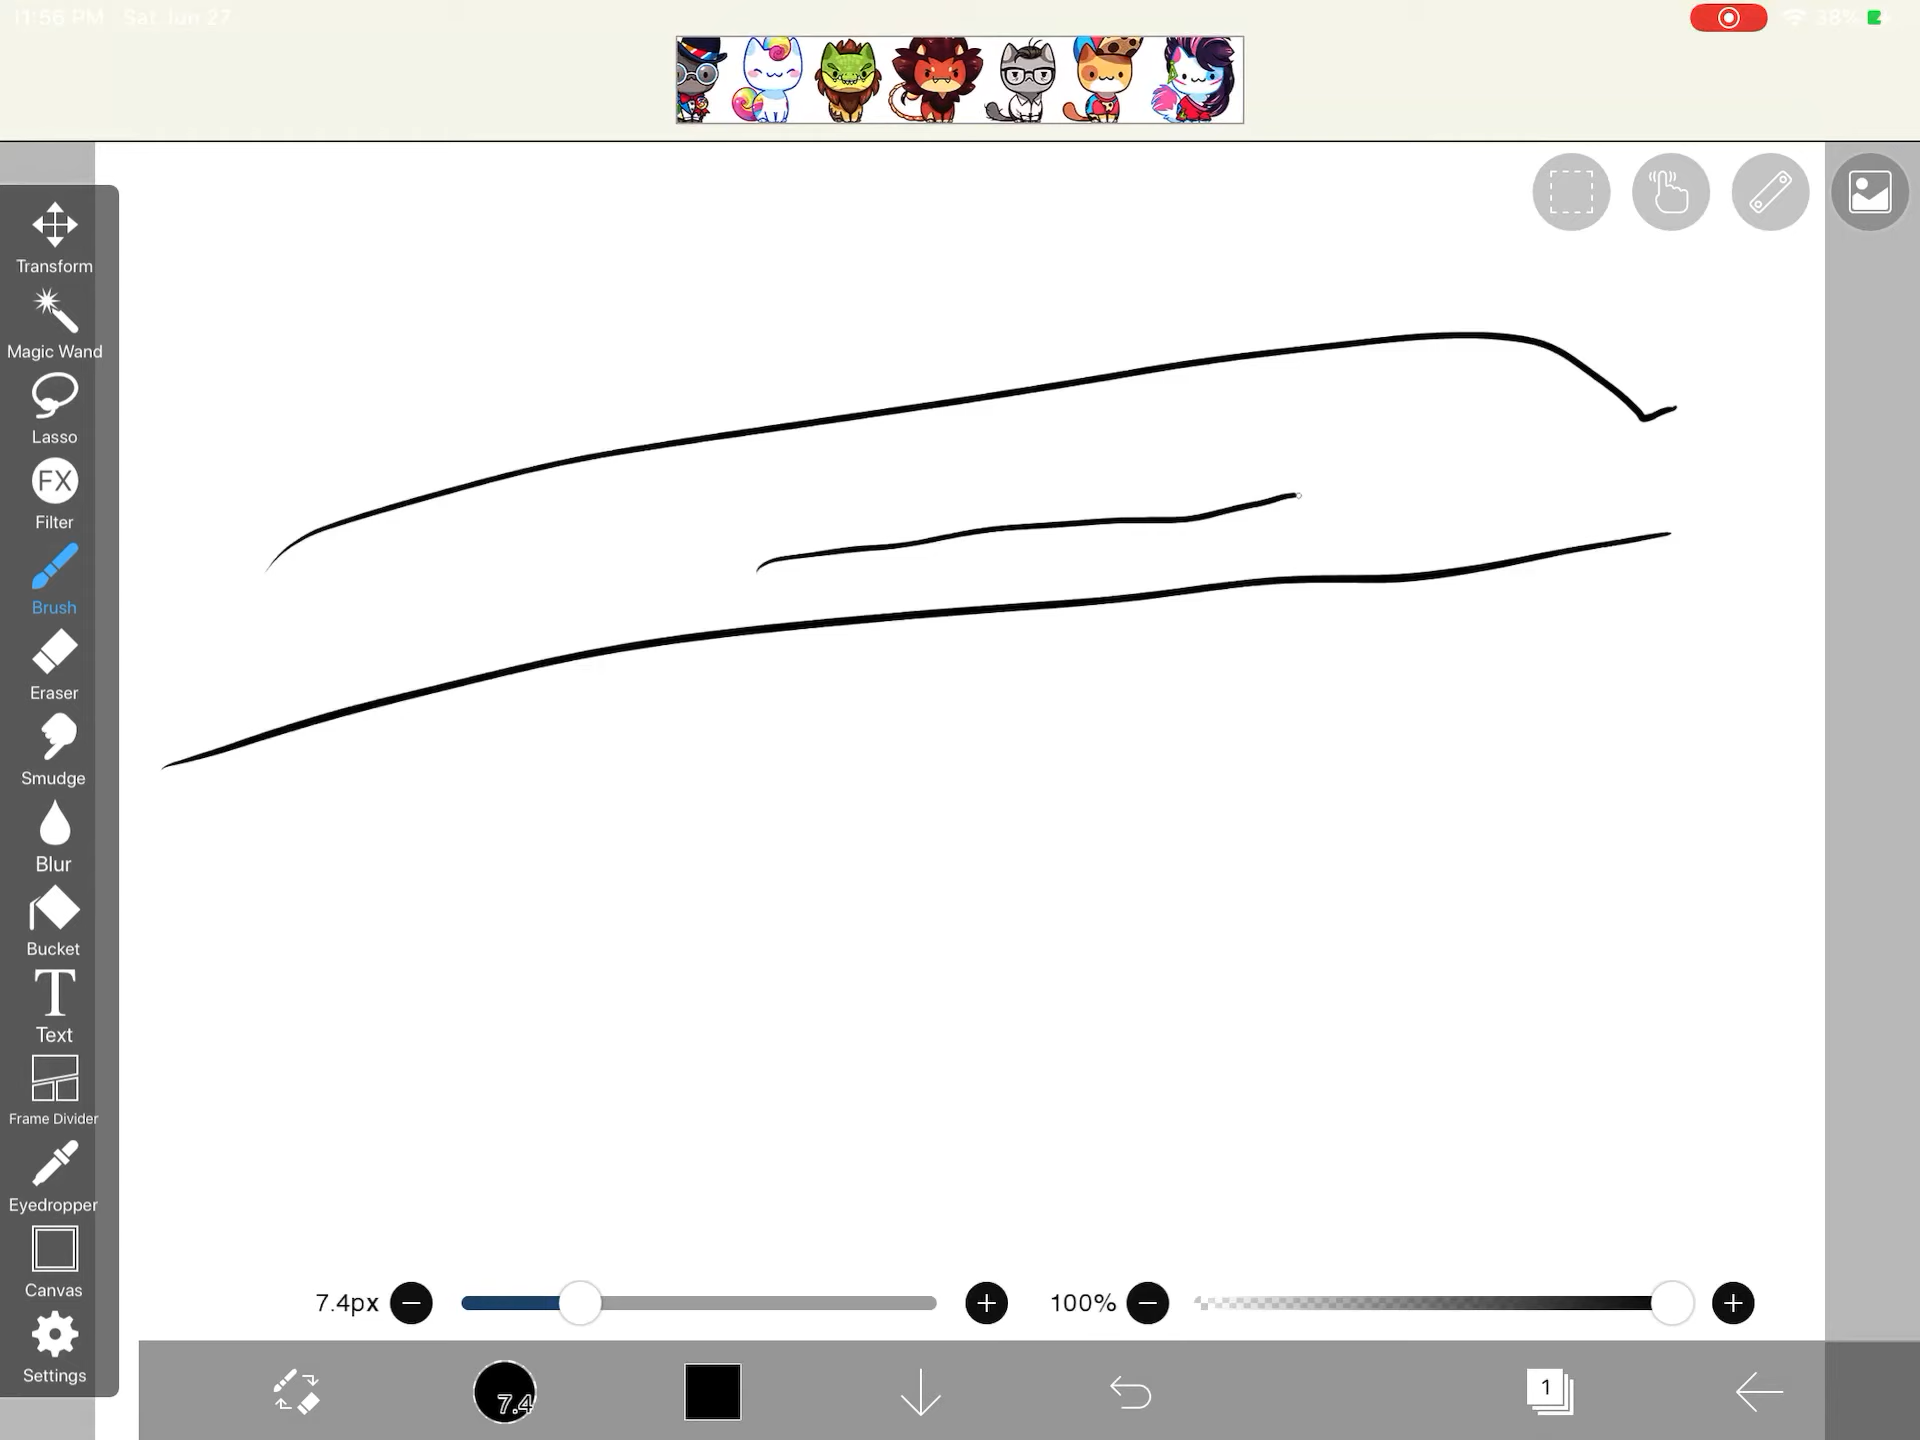 11:56 PM Sat Jun 27
38%
Transform
Magic Wand
Lasso
FX
Filter
Brush
Eraser
Smudge
Blur
Bucket
T
Text
Frame Divider
Eyedropper
Canvas
Settings
7.4px
100%
7.4
1